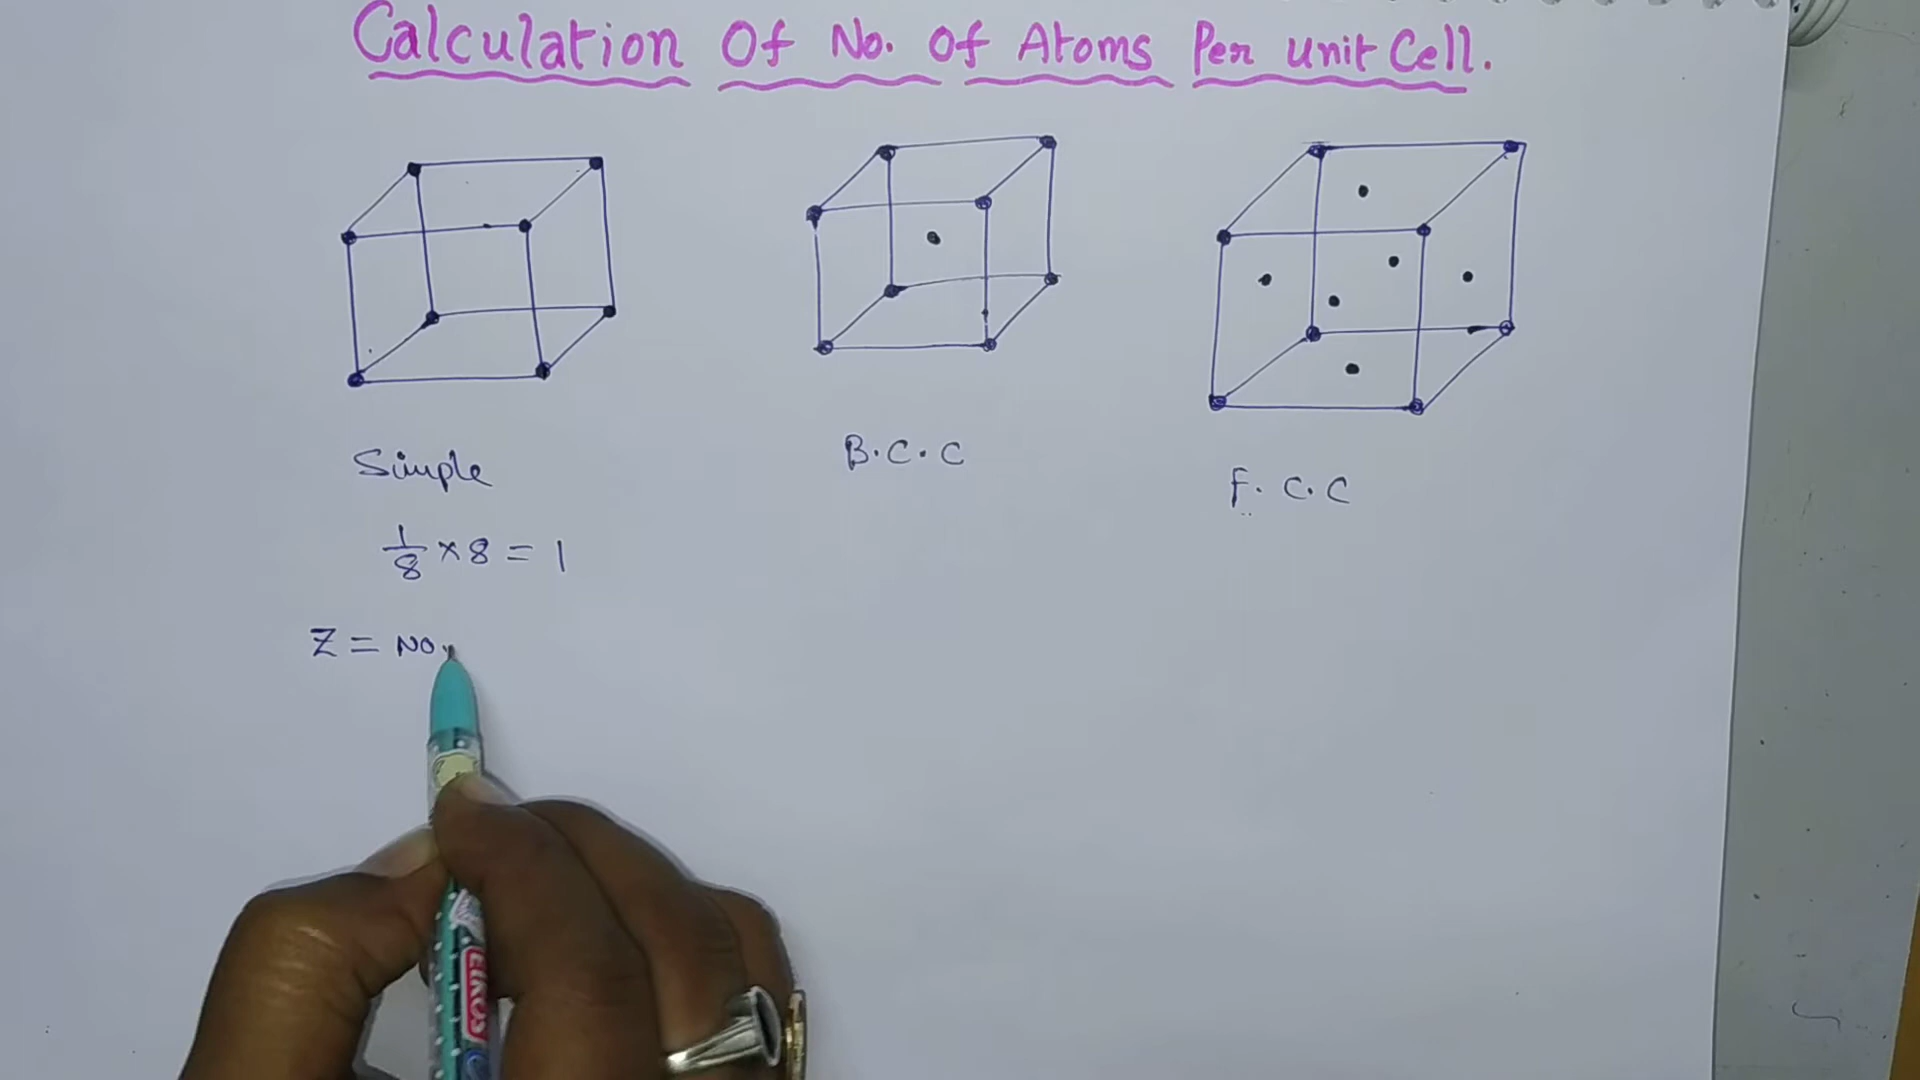 Calculation Of No. Of Atoms Per unit Cell.
Simple
B.C.C
F.C.C
1/8 × 8 = 1
Z = NO.